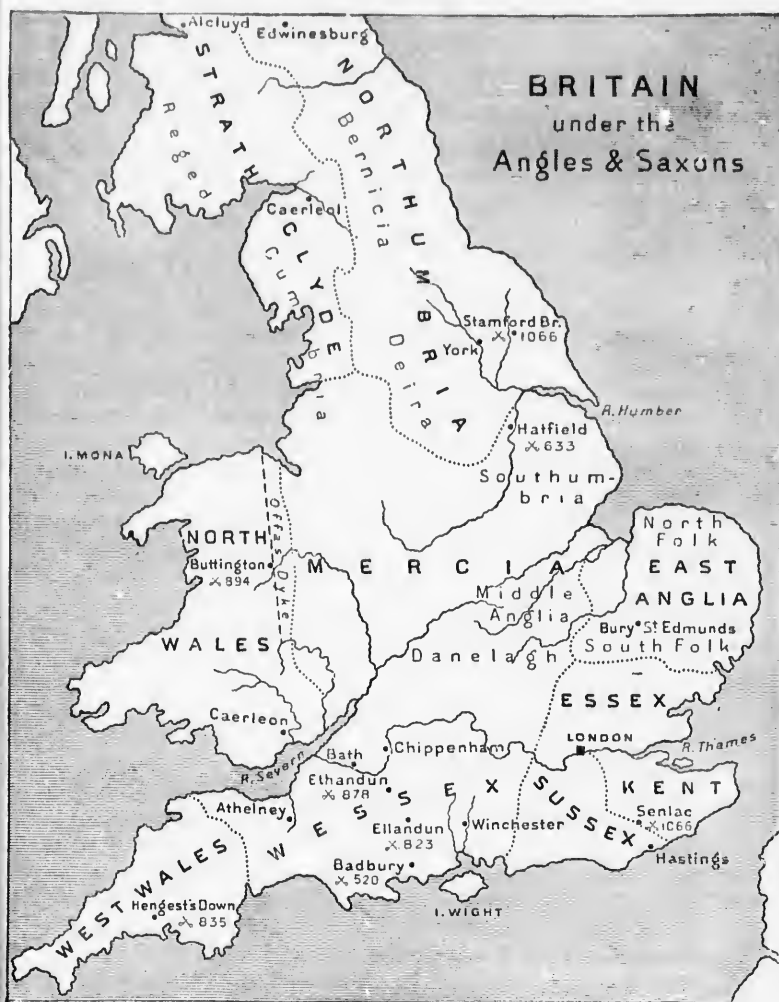 BRITAIN
under the
Angles & Saxons
Alcluyd
Edwinesburg
STRATH
CLYDE
Reged
NORTHUMBRIA
Bernicia
Caerleol
Cumbria
Deira
Stamford Br.
1066
York
R. Humber
Hatfield
633
Southum-
bria
I. MONA
Offas Dyke
NORTH
WALES
Buttington
894
MERCIA
North
Folk
EAST
ANGLIA
Middle
Anglia
Bury St Edmunds
South Folk
Danelagh
ESSEX
Caerleon
LONDON
R. Thames
R. Severn
Bath
Chippenham
Ethandun
878
WESSEX
SUSSEX
KENT
Senlac
1066
Athelney
Ellandun
823
Winchester
Hastings
Badbury
520
WEST WALES
Hengest's Down
835
I. WIGHT